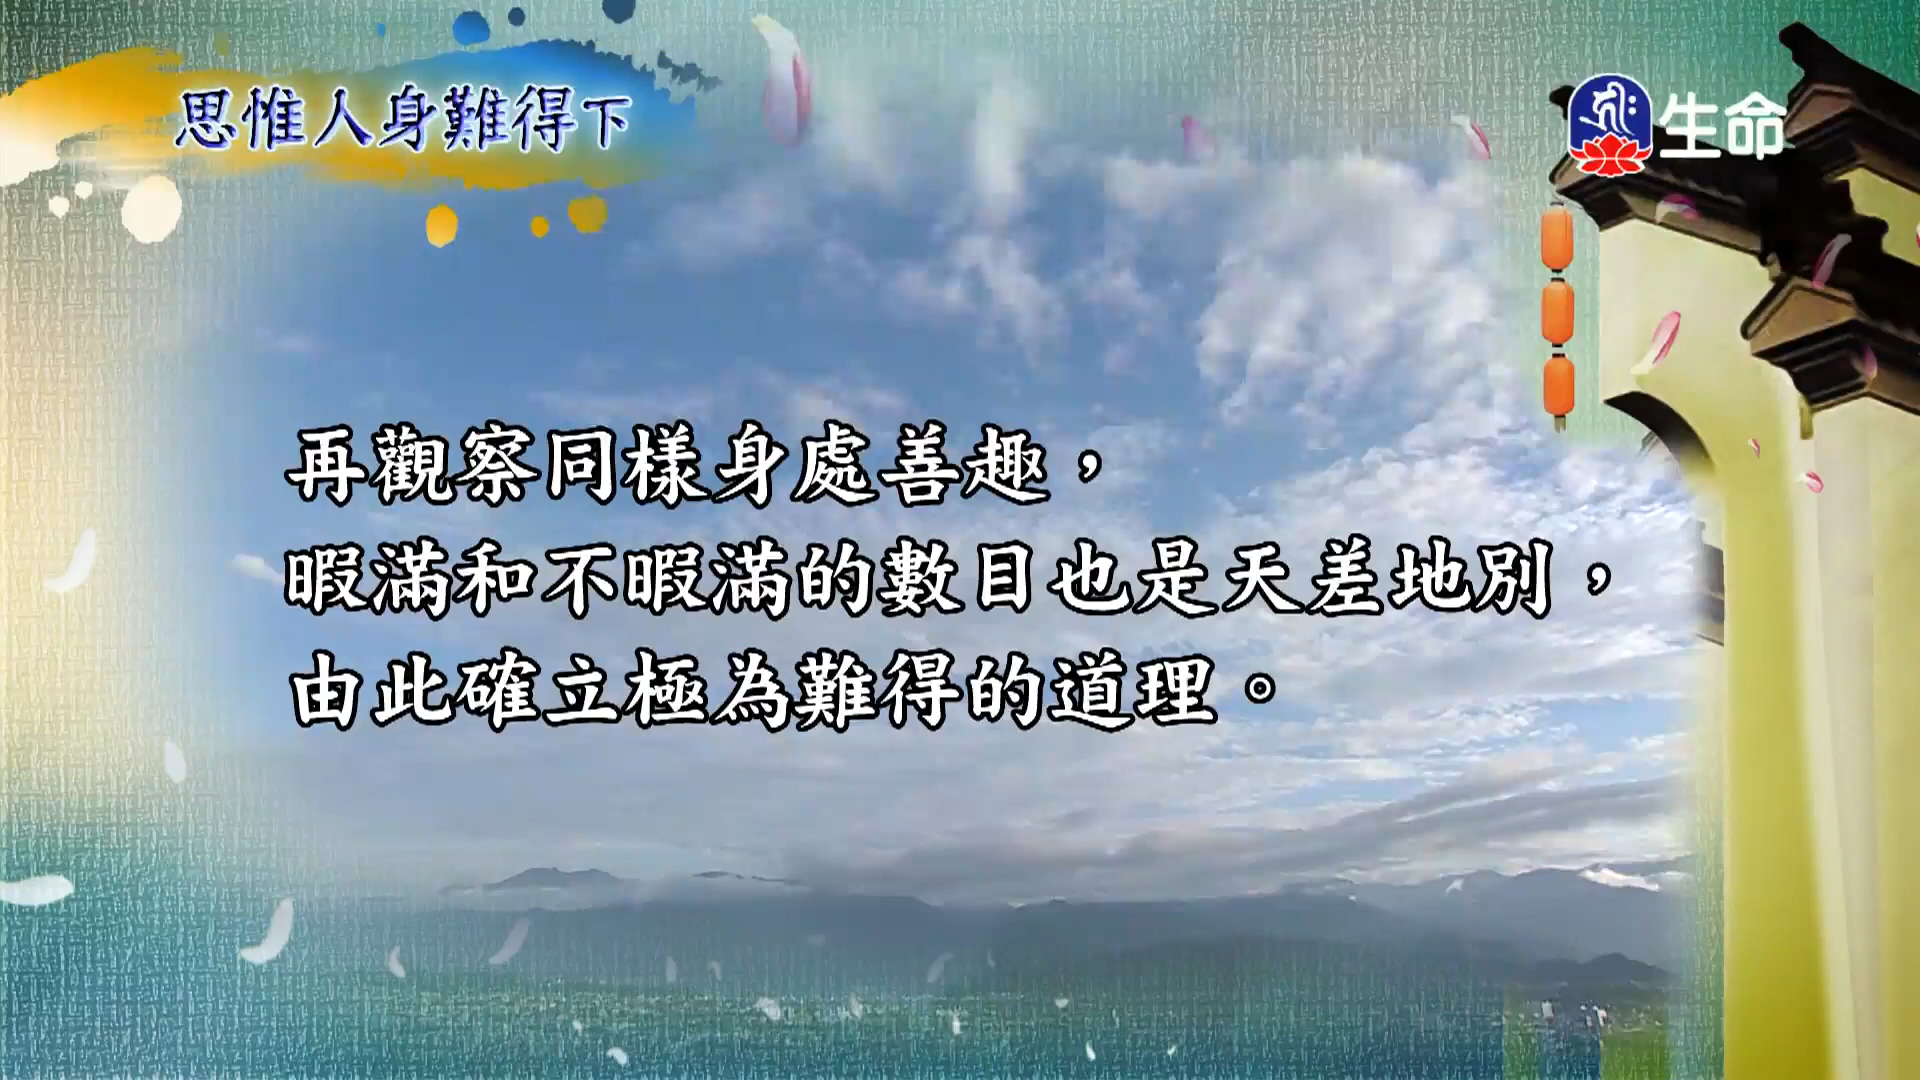 思惟人身難得下
生命
再觀察同樣身處善趣，
暇滿和不暇滿的數目也是天差地別，
由此確立極為難得的道理。